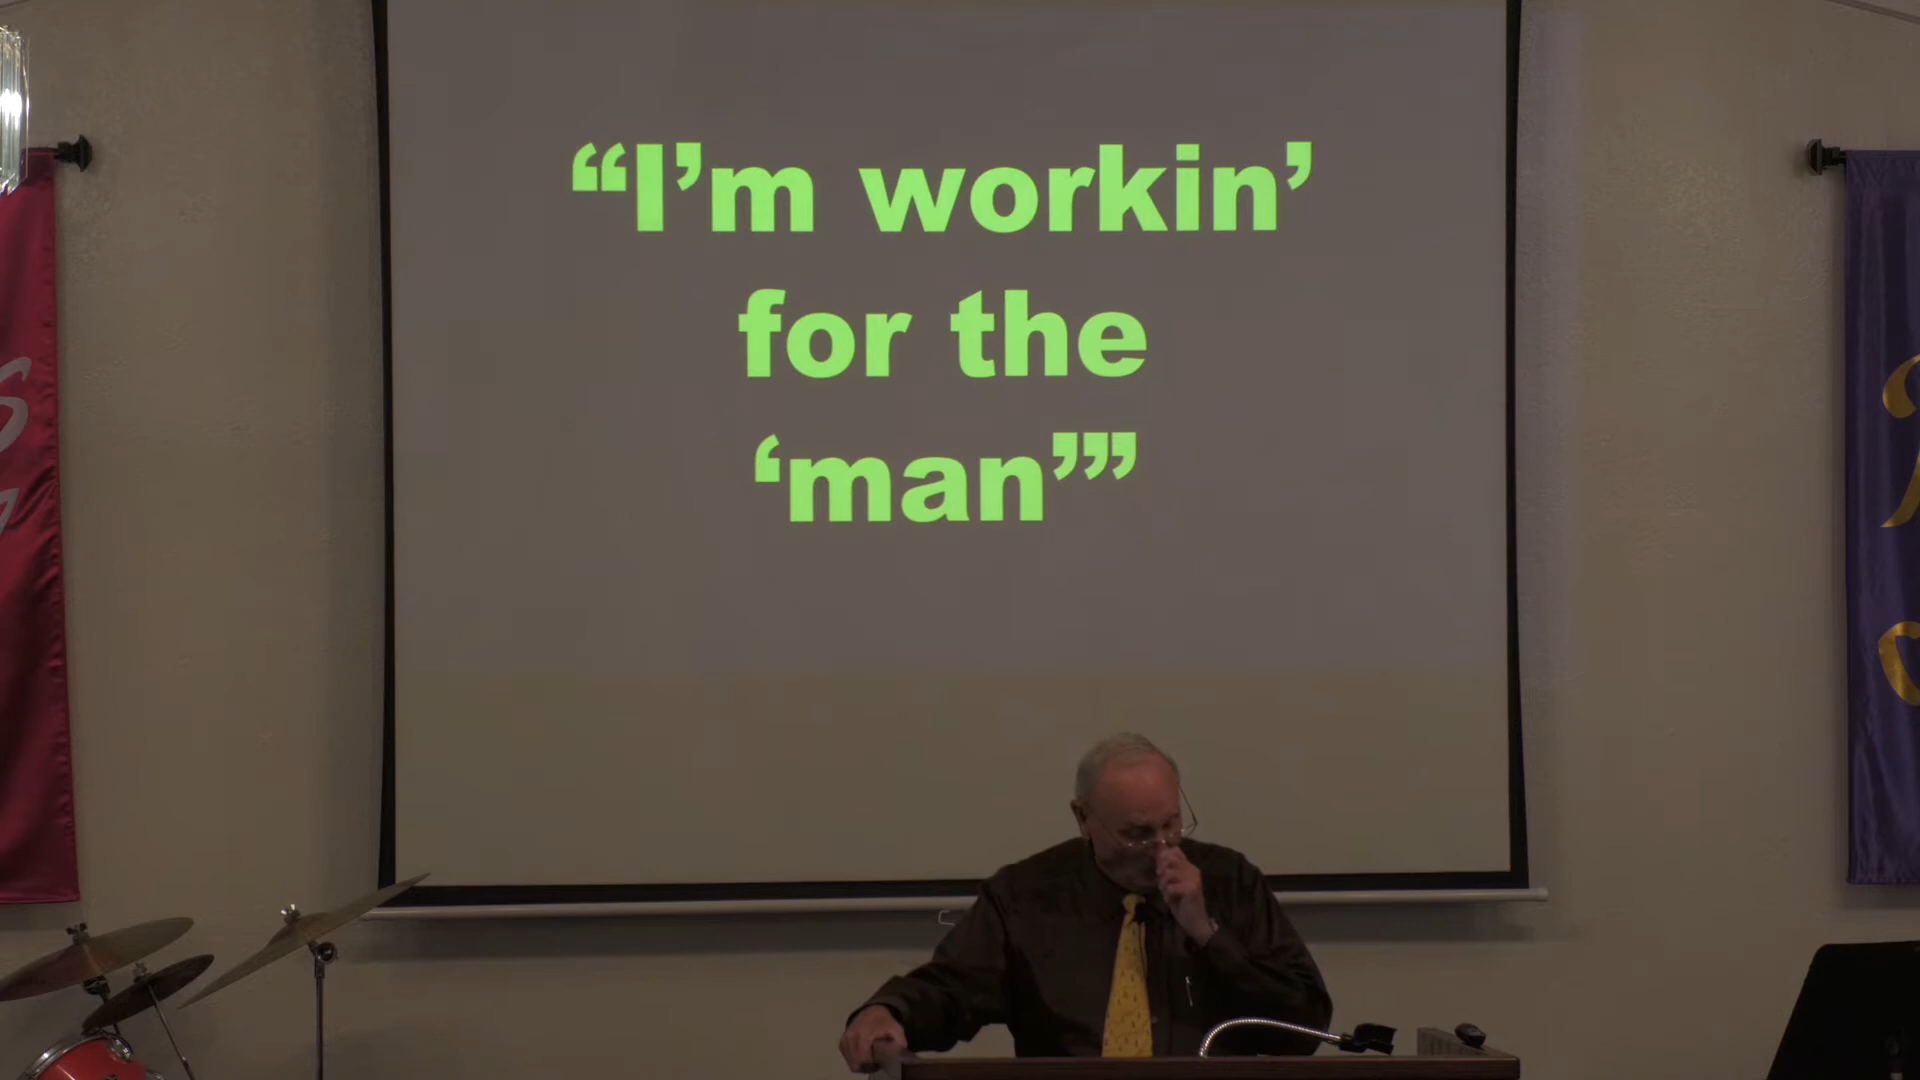 “I’m workin’
for the
‘man’”’